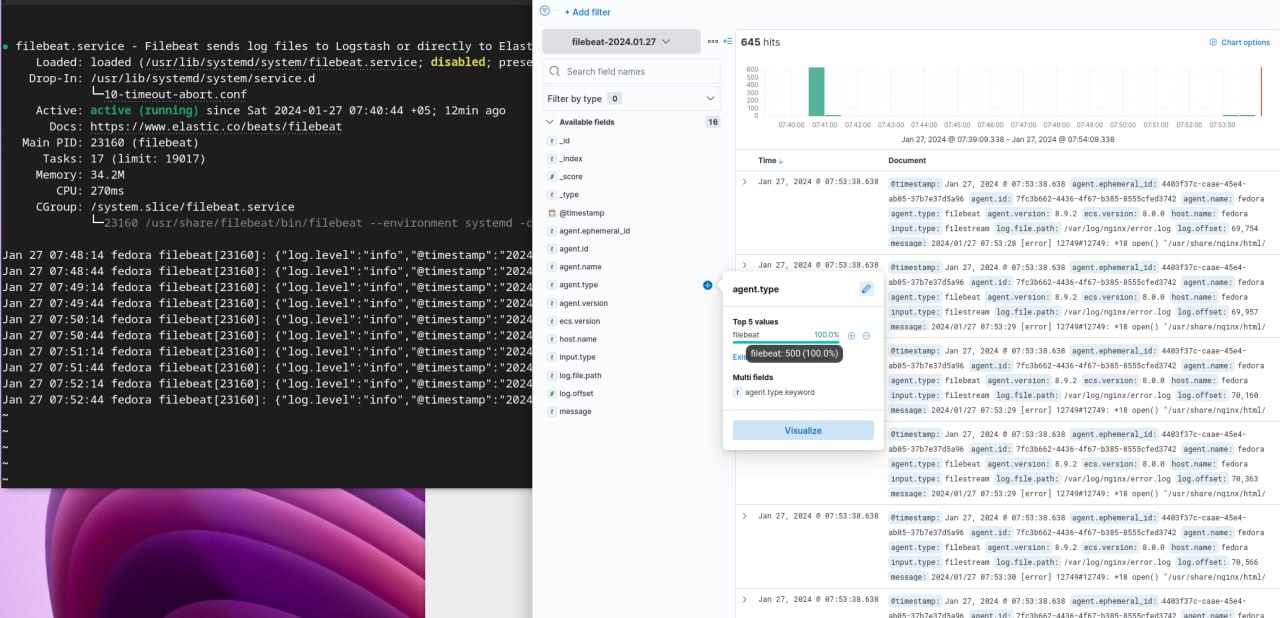 ● filebeat.service - Filebeat sends log files to Logstash or directly to Elast
Loaded: loaded (/usr/lib/systemd/system/filebeat.service; disabled; prese
Drop-In: /usr/lib/systemd/system/service.d
└─10-timeout-abort.conf
Active: active (running) since Sat 2024-01-27 07:40:44 +05; 12min ago
Docs: https://www.elastic.co/beats/filebeat
Main PID: 23160 (filebeat)
Tasks: 17 (limit: 19017)
Memory: 34.2M
CPU: 270ms
CGroup: /system.slice/filebeat.service
└─23160 /usr/share/filebeat/bin/filebeat --environment systemd -c
Jan 27 07:48:14 fedora filebeat[23160]: {"log.level":"info","@timestamp":"2024
Jan 27 07:48:44 fedora filebeat[23160]: {"log.level":"info","@timestamp":"2024
Jan 27 07:49:14 fedora filebeat[23160]: {"log.level":"info","@timestamp":"2024
Jan 27 07:49:44 fedora filebeat[23160]: {"log.level":"info","@timestamp":"2024
Jan 27 07:50:14 fedora filebeat[23160]: {"log.level":"info","@timestamp":"2024
Jan 27 07:50:44 fedora filebeat[23160]: {"log.level":"info","@timestamp":"2024
Jan 27 07:51:14 fedora filebeat[23160]: {"log.level":"info","@timestamp":"2024
Jan 27 07:51:44 fedora filebeat[23160]: {"log.level":"info","@timestamp":"2024
Jan 27 07:52:14 fedora filebeat[23160]: {"log.level":"info","@timestamp":"2024
Jan 27 07:52:44 fedora filebeat[23160]: {"log.level":"info","@timestamp":"2024
~
~
~
~
~
+ Add filter
filebeat-2024.01.27
Search field names
Filter by type 0
Available fields 16
t _id
t _index
# _score
t _type
@timestamp
t agent.ephemeral_id
t agent.id
t agent.name
t agent.type
t agent.version
t ecs.version
t host.name
t input.type
t log.file.path
# log.offset
t message
agent.type
Top 5 values
filebeat 100.0%
Exis
filebeat: 500 (100.0%)
Multi fields
t agent.type.keyword
Visualize
645 hits
Chart options
600
500
400
300
200
100
0
07:40:00 07:41:00 07:42:00 07:43:00 07:44:00 07:45:00 07:46:00 07:47:00 07:48:00 07:49:00 07:50:00 07:51:00 07:52:00 07:53:00
Jan 27, 2024 @ 07:39:09.338 - Jan 27, 2024 @ 07:54:09.338
Time ↓ Document
Jan 27, 2024 @ 07:53:38.638 @timestamp: Jan 27, 2024 @ 07:53:38.638 agent.ephemeral_id: 4403f37c-caae-45e4-
ab05-37b7e37d5a96 agent.id: 7fc3b662-4436-4f67-b385-8555cfed3742 agent.name: fedora
agent.type: filebeat agent.version: 8.9.2 ecs.version: 8.0.0 host.name: fedora
input.type: filestream log.file.path: /var/log/nginx/error.log log.offset: 69,754
message: 2024/01/27 07:53:28 [error] 12749#12749: *18 open() "/usr/share/nginx/html/
Jan 27, 2024 @ 07:53:38.638 @timestamp: Jan 27, 2024 @ 07:53:38.638 agent.ephemeral_id: 4403f37c-caae-45e4-
ab05-37b7e37d5a96 agent.id: 7fc3b662-4436-4f67-b385-8555cfed3742 agent.name: fedora
agent.type: filebeat agent.version: 8.9.2 ecs.version: 8.0.0 host.name: fedora
input.type: filestream log.file.path: /var/log/nginx/error.log log.offset: 69,957
message: 2024/01/27 07:53:29 [error] 12749#12749: *18 open() "/usr/share/nginx/html/
@timestamp: Jan 27, 2024 @ 07:53:38.638 agent.ephemeral_id: 4403f37c-caae-45e4-
ab05-37b7e37d5a96 agent.id: 7fc3b662-4436-4f67-b385-8555cfed3742 agent.name: fedora
agent.type: filebeat agent.version: 8.9.2 ecs.version: 8.0.0 host.name: fedora
input.type: filestream log.file.path: /var/log/nginx/error.log log.offset: 70,160
message: 2024/01/27 07:53:29 [error] 12749#12749: *18 open() "/usr/share/nginx/html/
@timestamp: Jan 27, 2024 @ 07:53:38.638 agent.ephemeral_id: 4403f37c-caae-45e4-
ab05-37b7e37d5a96 agent.id: 7fc3b662-4436-4f67-b385-8555cfed3742 agent.name: fedora
agent.type: filebeat agent.version: 8.9.2 ecs.version: 8.0.0 host.name: fedora
input.type: filestream log.file.path: /var/log/nginx/error.log log.offset: 70,363
message: 2024/01/27 07:53:29 [error] 12749#12749: *18 open() "/usr/share/nginx/html/
Jan 27, 2024 @ 07:53:38.638 @timestamp: Jan 27, 2024 @ 07:53:38.638 agent.ephemeral_id: 4403f37c-caae-45e4-
ab05-37b7e37d5a96 agent.id: 7fc3b662-4436-4f67-b385-8555cfed3742 agent.name: fedora
agent.type: filebeat agent.version: 8.9.2 ecs.version: 8.0.0 host.name: fedora
input.type: filestream log.file.path: /var/log/nginx/error.log log.offset: 70,566
message: 2024/01/27 07:53:30 [error] 12749#12749: *18 open() "/usr/share/nginx/html/
Jan 27, 2024 @ 07:53:38.638 @timestamp: Jan 27, 2024 @ 07:53:38.638 agent.ephemeral_id: 4403f37c-caae-45e4-
ab05-37b7e37d5a96 agent.id: 7fc3b662-4436-4f67-b385-8555cfed3742 agent.name: fedora